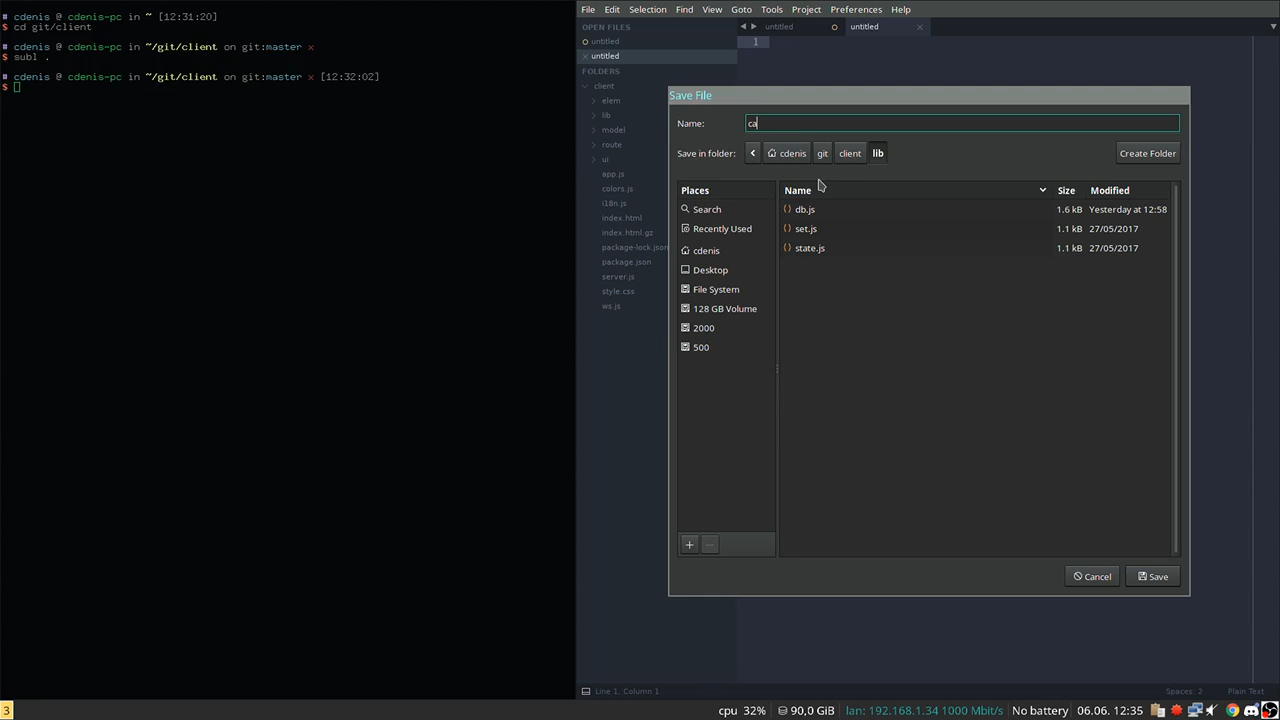 cdenis @ cdenis-pc in ~ [12:31:20]
$ cd git/client
cdenis @ cdenis-pc in ~/git/client on git:master x
$ subl .
cdenis @ cdenis-pc in ~/git/client on git:master x [12:32:02]
$
File Edit Selection Find View Goto Tools Project Preferences Help
OPEN FILES
untitled
untitled
FOLDERS
client
elem
lib
model
route
ui
app.js
colors.js
i18n.js
index.html
index.html.gz
package-lock.json
package.json
server.js
style.css
ws.js
untitled
untitled
1
Save File
Name: ca
Save in folder: cdenis git client lib Create Folder
Places
Search
Recently Used
cdenis
Desktop
File System
128 GB Volume
2000
500
Name Size Modified
db.js 1.6 kB Yesterday at 12:58
set.js 1.1 kB 27/05/2017
state.js 1.1 kB 27/05/2017
Cancel Save
Line 1, Column 1 Spaces: 2 Plain Text
3 cpu 32% 90,0 GiB lan: 192.168.1.34 1000 Mbit/s No battery 06.06. 12:35